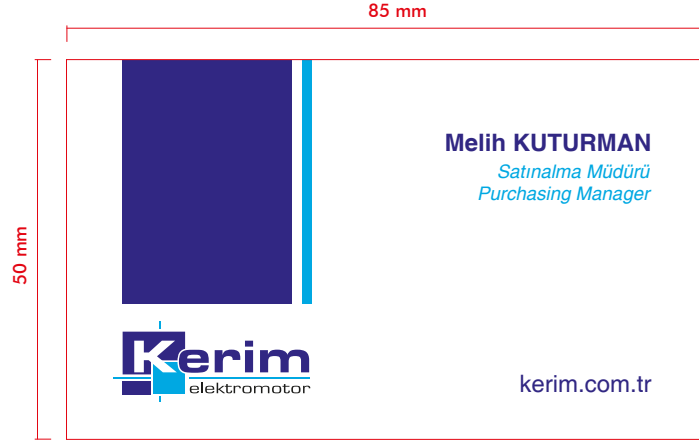 85 mm
50 mm
Melih KUTURMAN
Satınalma Müdürü
Purchasing Manager
Kerim
elektromotor
kerim.com.tr